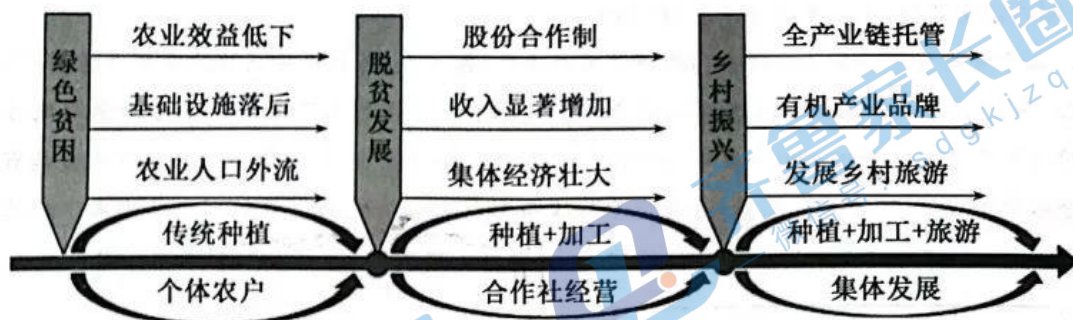 绿色贫困
农业效益低下
基础设施落后
农业人口外流
传统种植
个体农户
脱贫发展
股份合作制
收入显著增加
集体经济壮大
种植+加工
合作社经营
乡村振兴
全产业链托管
有机产业品牌
发展乡村旅游
种植+加工+旅游
集体发展
齐鲁家长圈
微信号：sdgkjzq